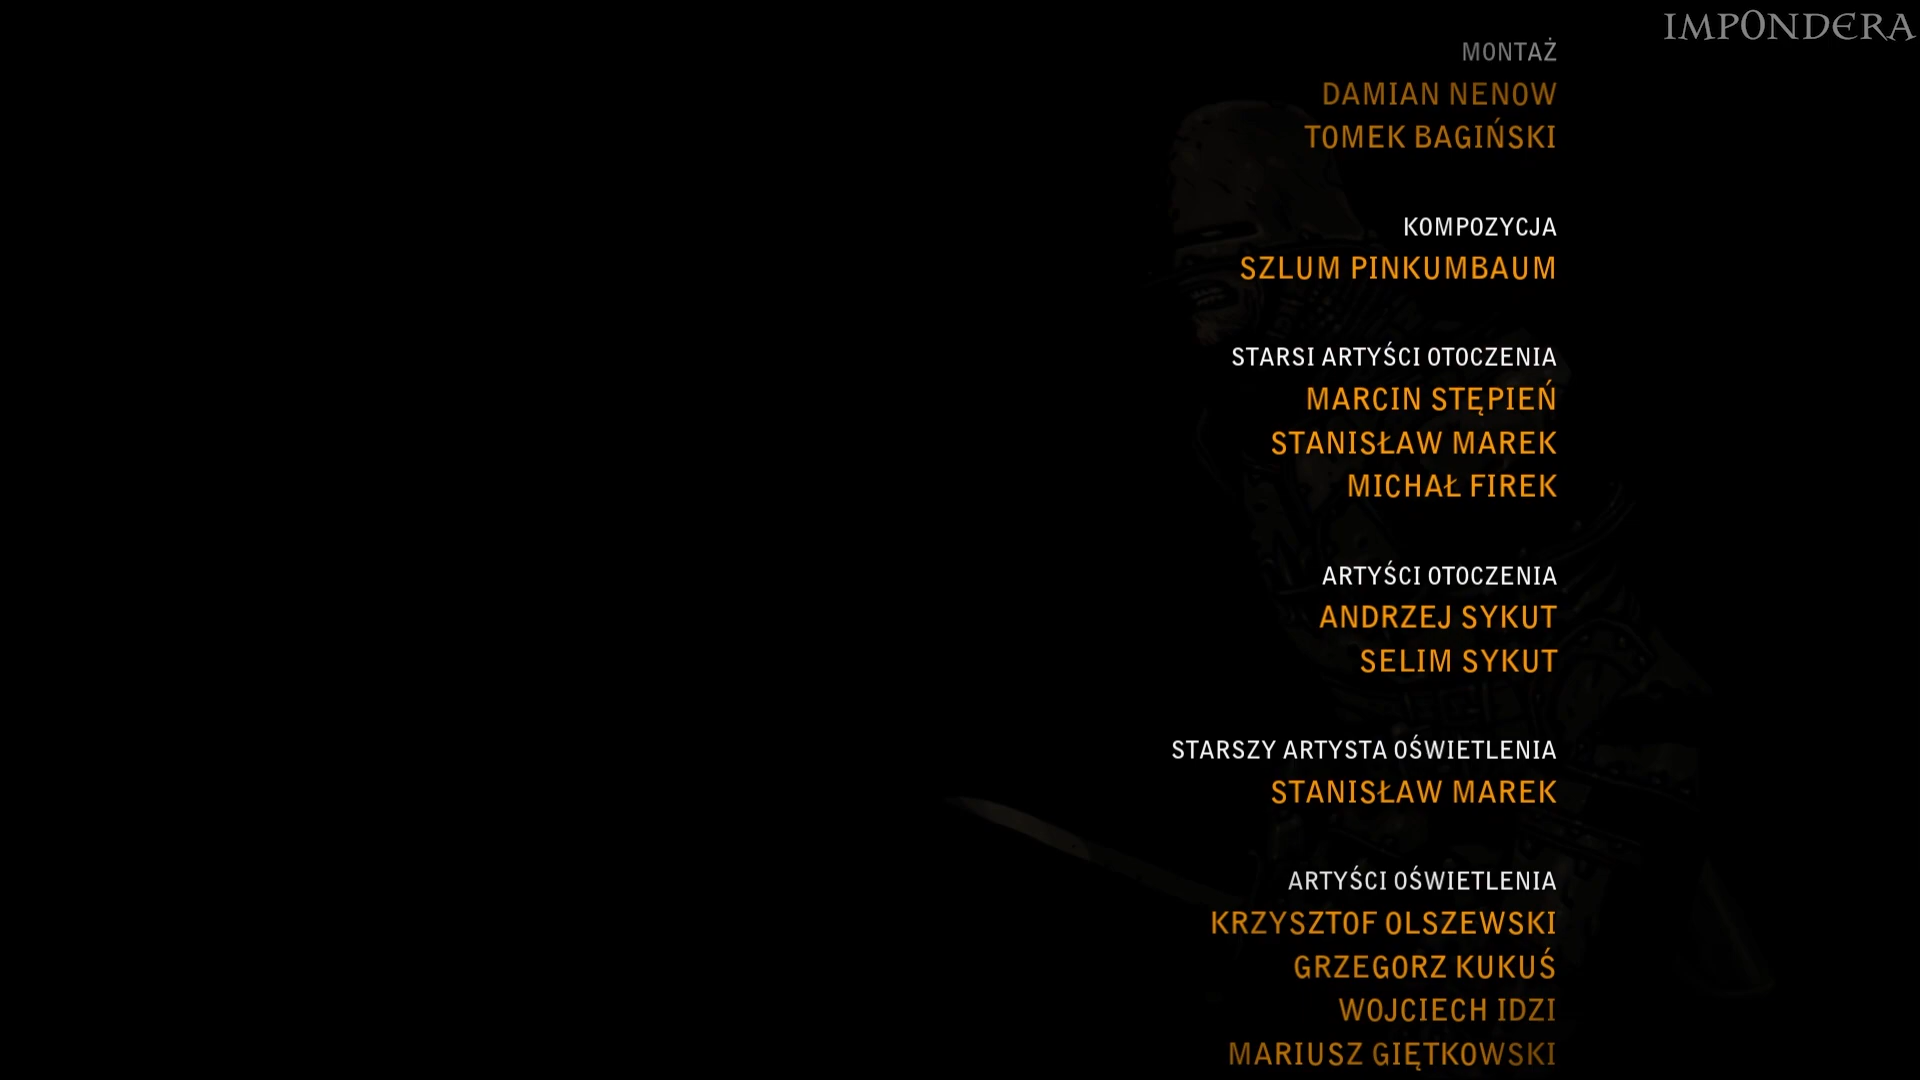 IMPONDERA
MONTAŻ
DAMIAN NENOW
TOMEK BAGIŃSKI
KOMPOZYCJA
SZLUM PINKUMBAUM
STARSI ARTYŚCI OTOCZENIA
MARCIN STĘPIEŃ
STANISŁAW MAREK
MICHAŁ FIREK
ARTYŚCI OTOCZENIA
ANDRZEJ SYKUT
SELIM SYKUT
STARSZY ARTYSTA OŚWIETLENIA
STANISŁAW MAREK
ARTYŚCI OŚWIETLENIA
KRZYSZTOF OLSZEWSKI
GRZEGORZ KUKUŚ
WOJCIECH IDZI
MARIUSZ GIĘTKOWSKI